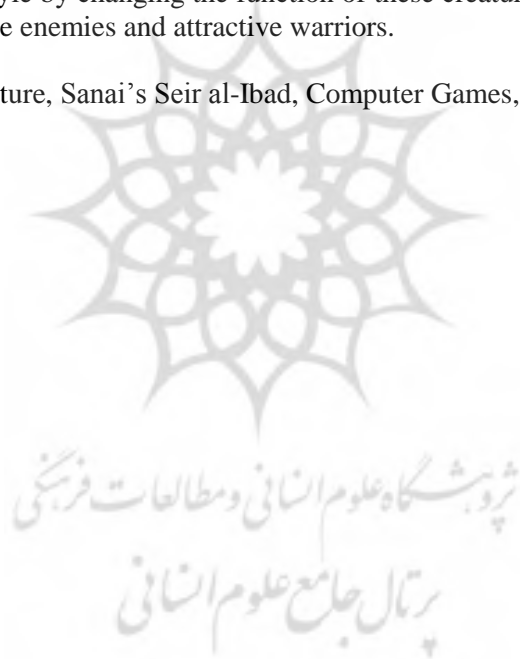 yle by changing the function of these creatur
e enemies and attractive warriors.
ture, Sanai’s Seir al-Ibad, Computer Games,
پژوهشگاه علوم انسانی و مطالعات فرهنگی
پرتال جامع علوم انسانی